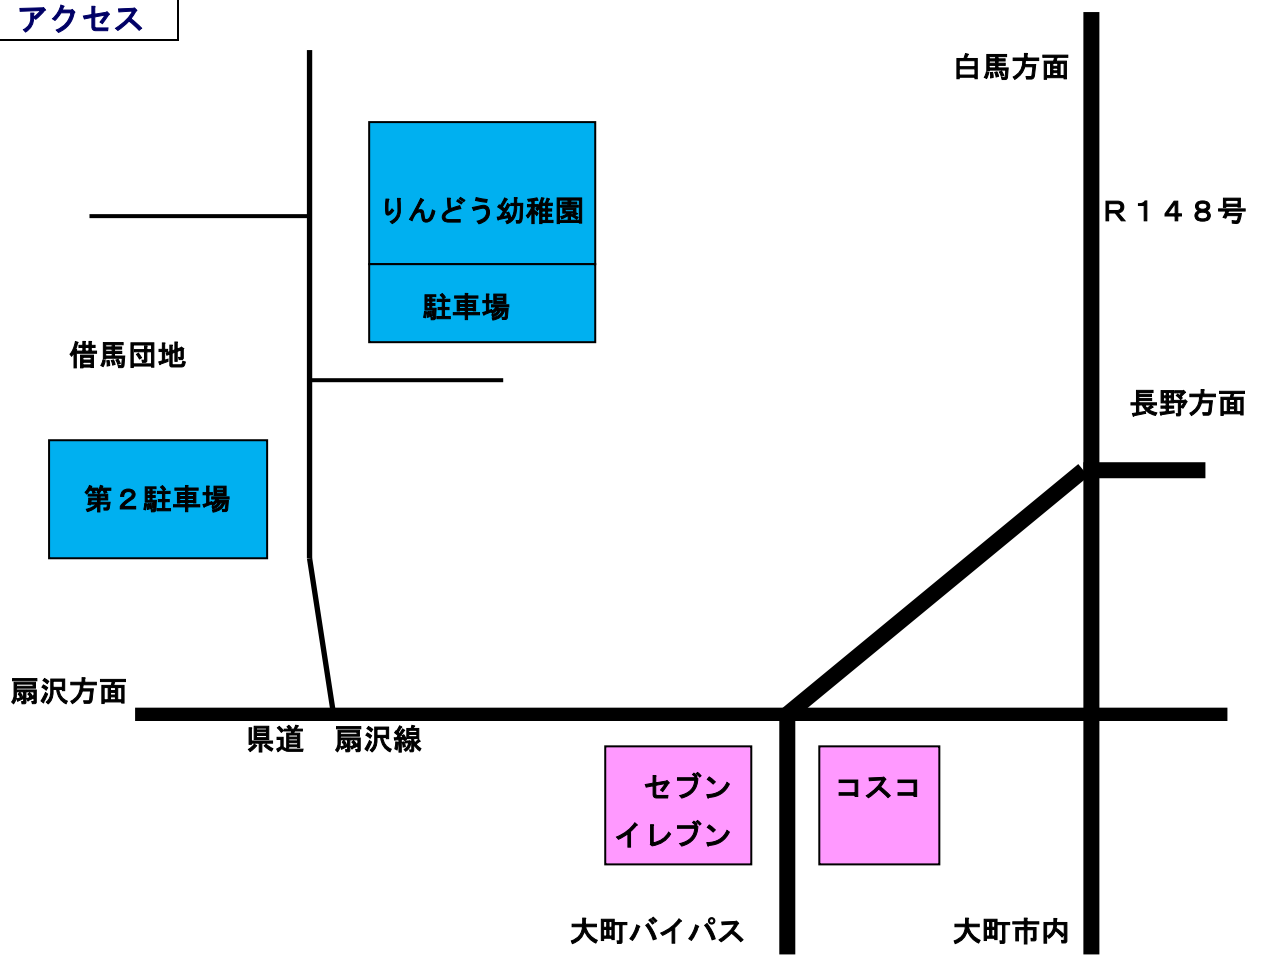 アクセス
白馬方面
りんどう幼稚園
R148号
駐車場
借馬団地
長野方面
第2駐車場
扇沢方面
県道　扇沢線
セブン
イレブン
コスコ
大町バイパス
大町市内